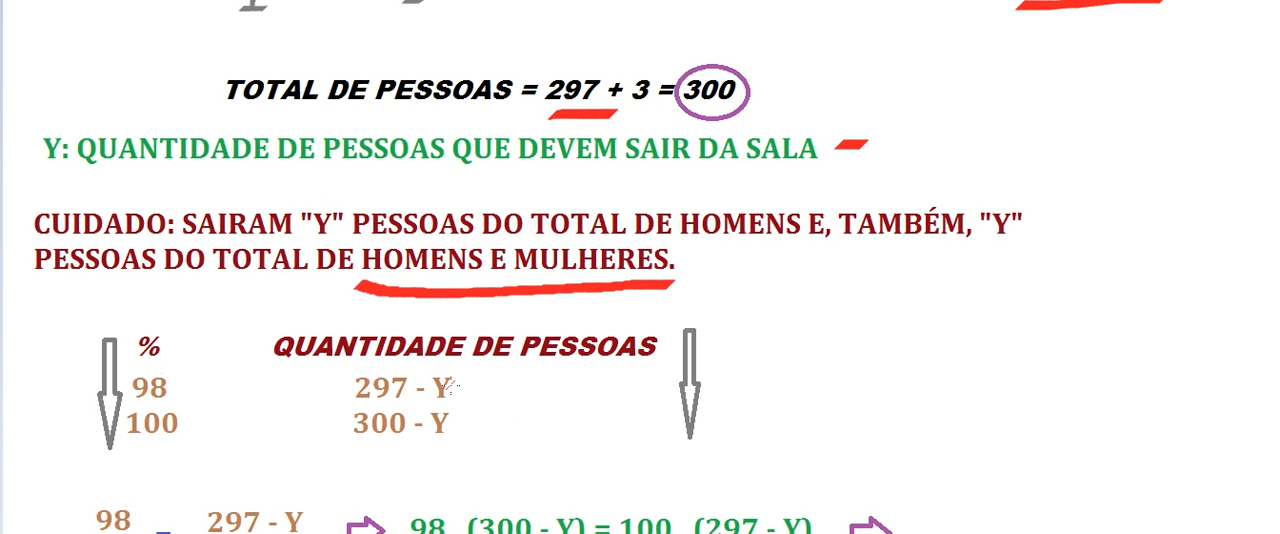 TOTAL DE PESSOAS = 297 + 3 = 300
Y: QUANTIDADE DE PESSOAS QUE DEVEM SAIR DA SALA
CUIDADO: SAIRAM "Y" PESSOAS DO TOTAL DE HOMENS E, TAMBÉM, "Y"
PESSOAS DO TOTAL DE HOMENS E MULHERES.
% QUANTIDADE DE PESSOAS
98 297 - Y
100 300 - Y
98 = 297 - Y 98 (300 - Y) = 100 (297 - Y)